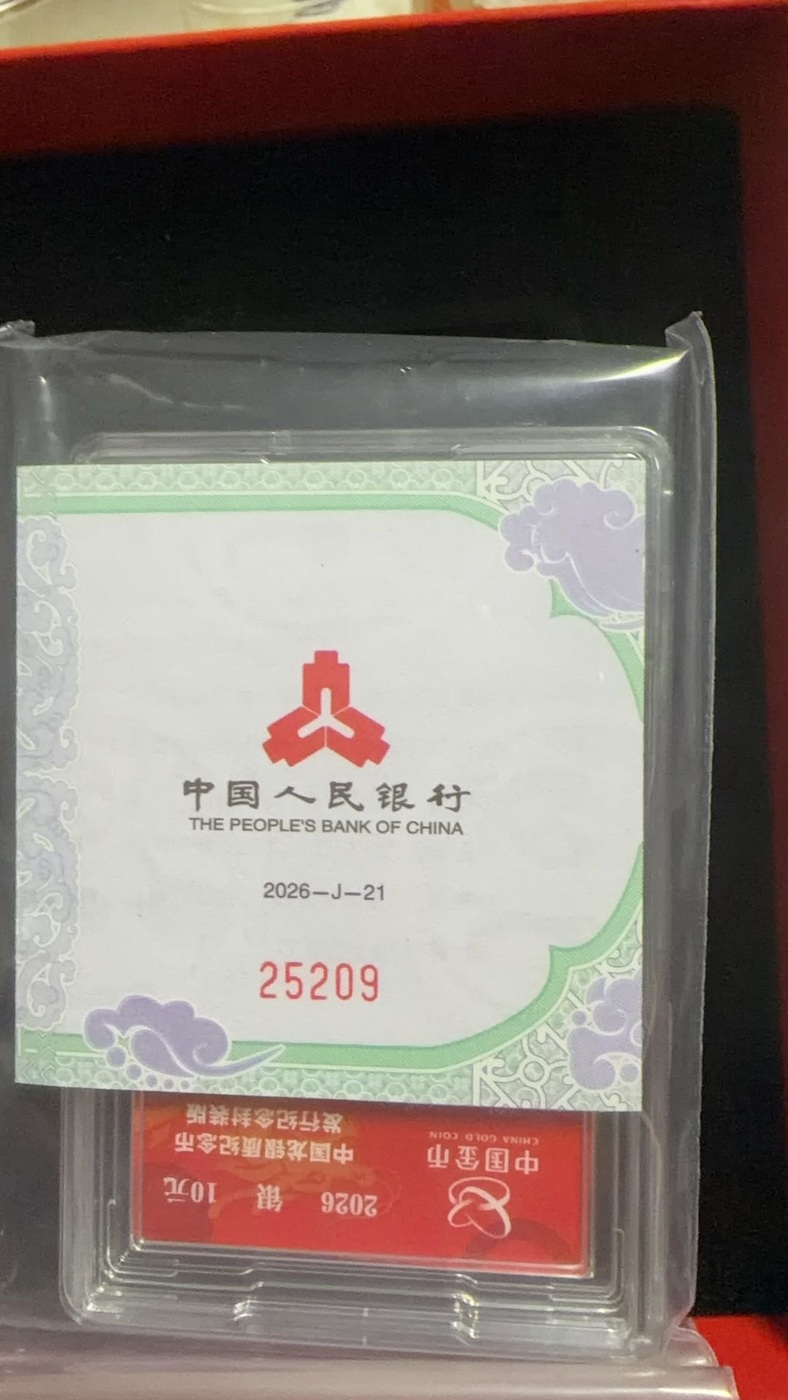 中国人民银行
THE PEOPLE'S BANK OF CHINA
2026-J-21
25209
中国金币
CHINA GOLD COIN
2026 银 10元
中国龙银质纪念币
发行纪念封装版